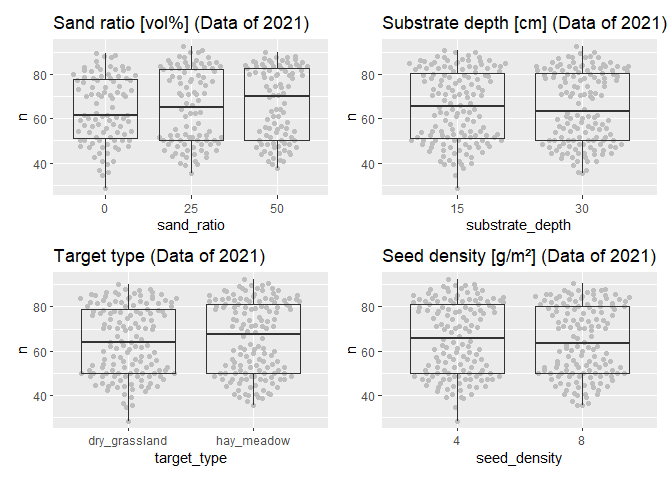 Sand ratio [vol%] (Data of 2021)
n
80
60
40
0 25 50
sand_ratio
Substrate depth [cm] (Data of 2021)
n
80
60
40
15 30
substrate_depth
Target type (Data of 2021)
n
80
60
40
dry_grassland hay_meadow
target_type
Seed density [g/m²] (Data of 2021)
n
80
60
40
4 8
seed_density